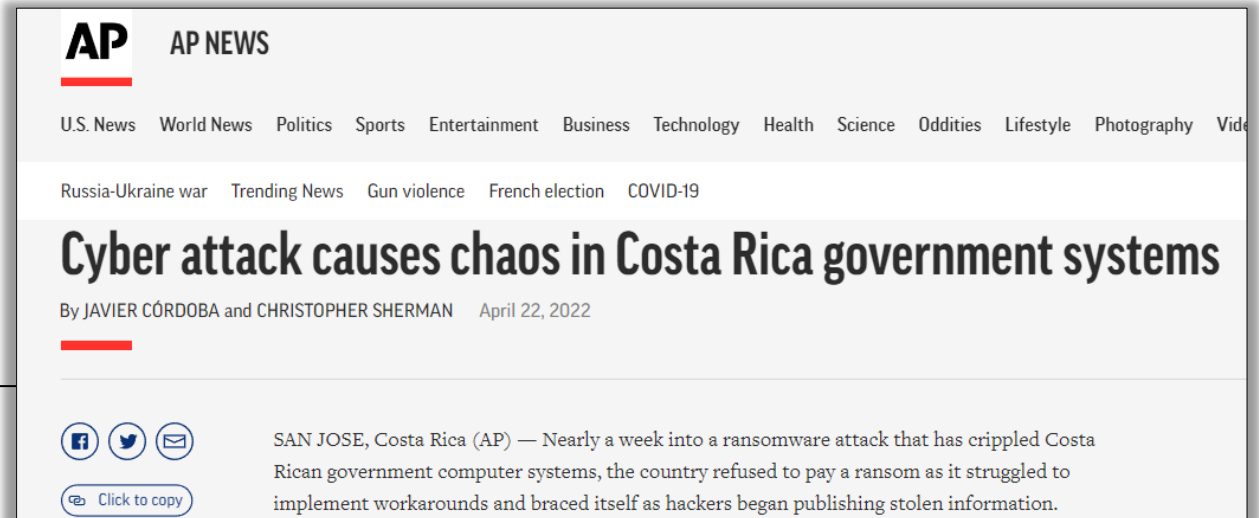 AP AP NEWS
U.S. News World News Politics Sports Entertainment Business Technology Health Science Oddities Lifestyle Photography
Russia-Ukraine war Trending News Gun violence French election COVID-19
Cyber attack causes chaos in Costa Rica government systems
By JAVIER CÓRDOBA and CHRISTOPHER SHERMAN April 22, 2022
SAN JOSE, Costa Rica (AP) — Nearly a week into a ransomware attack that has crippled Costa
Rican government computer systems, the country refused to pay a ransom as it struggled to
Click to copy
implement workarounds and braced itself as hackers began publishing stolen information.